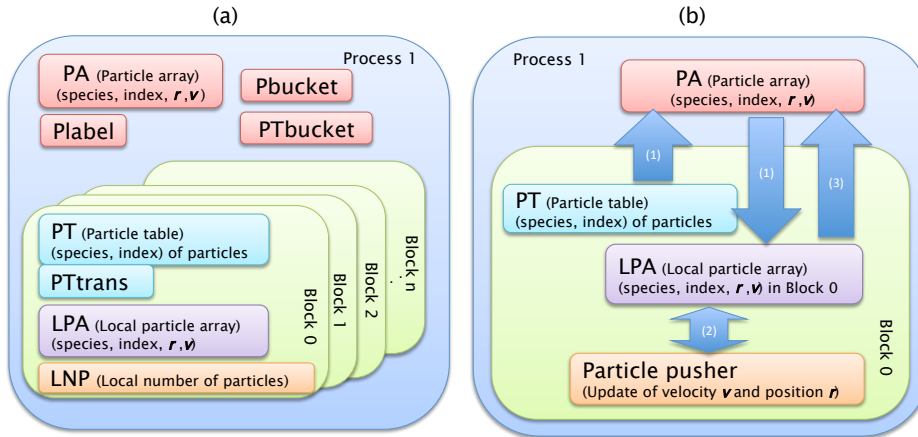 (a)
Process 1
PA (Particle array)
(species, index, r,v)
Pbucket
Plabel
PTbucket
PT (Particle table)
(species, index) of particles
PTtrans
LPA (Local particle array)
(species, index, r,v)
LNP (Local number of particles)
Block 0
Block 1
Block 2
Block n
.
(b)
Process 1
PA (Particle array)
(species, index, r,v)
(1)
(1)
(3)
PT (Particle table)
(species, index) of particles
LPA (Local particle array)
(species, index, r,v) in Block 0
(2)
Particle pusher
(Update of velocity v and position r)
Block 0